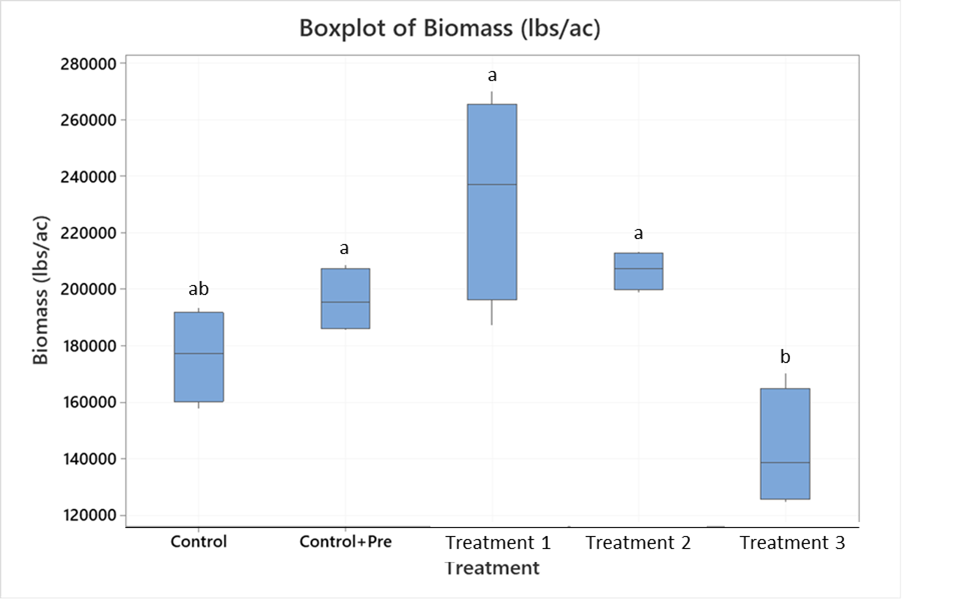 Boxplot of Biomass (lbs/ac)
280000
260000
240000
220000
200000
180000
160000
140000
120000
Biomass (lbs/ac)
ab
a
a
a
b
Control Control+Pre Treatment 1 Treatment 2 Treatment 3
Treatment